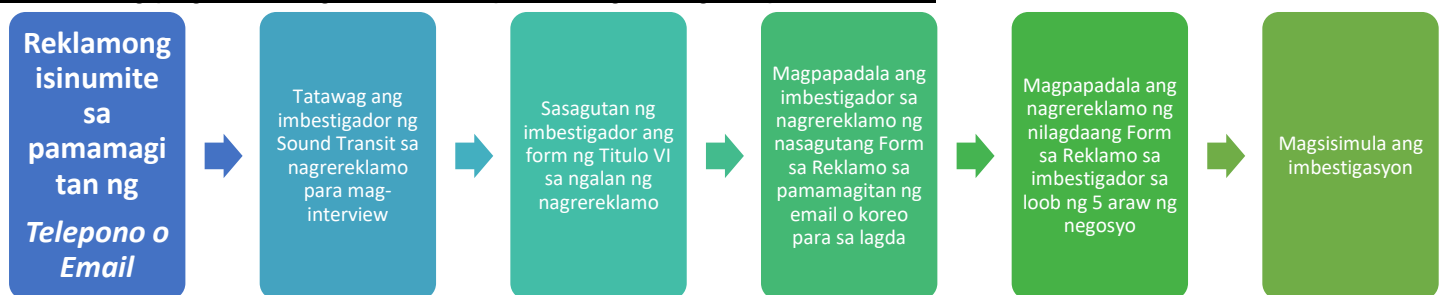 Reklamong
isinumite
sa
pamamagi
tan ng
Telepono o
Email
Tatawag ang
imbestigador ng
Sound Transit sa
nagrereklamo
para mag-
interview
Sasagutan ng
imbestigador ang
form ng Titulo VI
sa ngalan ng
nagrereklamo
Magpapadala ang
imbestigador sa
nagrereklamo ng
nasagutang Form
sa Reklamo sa
pamamagitan ng
email o koreo
para sa lagda
Magpapadala ang
nagrereklamo ng
nilagdaang Form
sa Reklamo sa
imbestigador sa
loob ng 5 araw ng
negosyo
Magsisimula ang
imbestigasyon